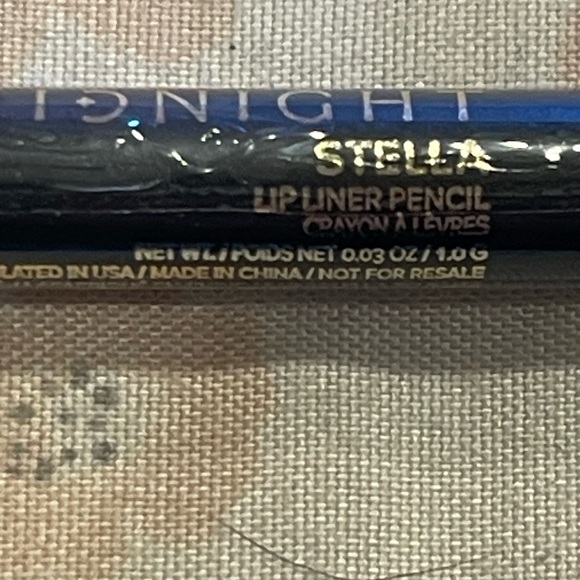 IDNIGHT
STELLA
LIP LINER PENCIL
CRAYON À LÈVRES
NET WT. / POIDS NET 0.03 OZ / 1.0 G
LATED IN USA / MADE IN CHINA / NOT FOR RESALE